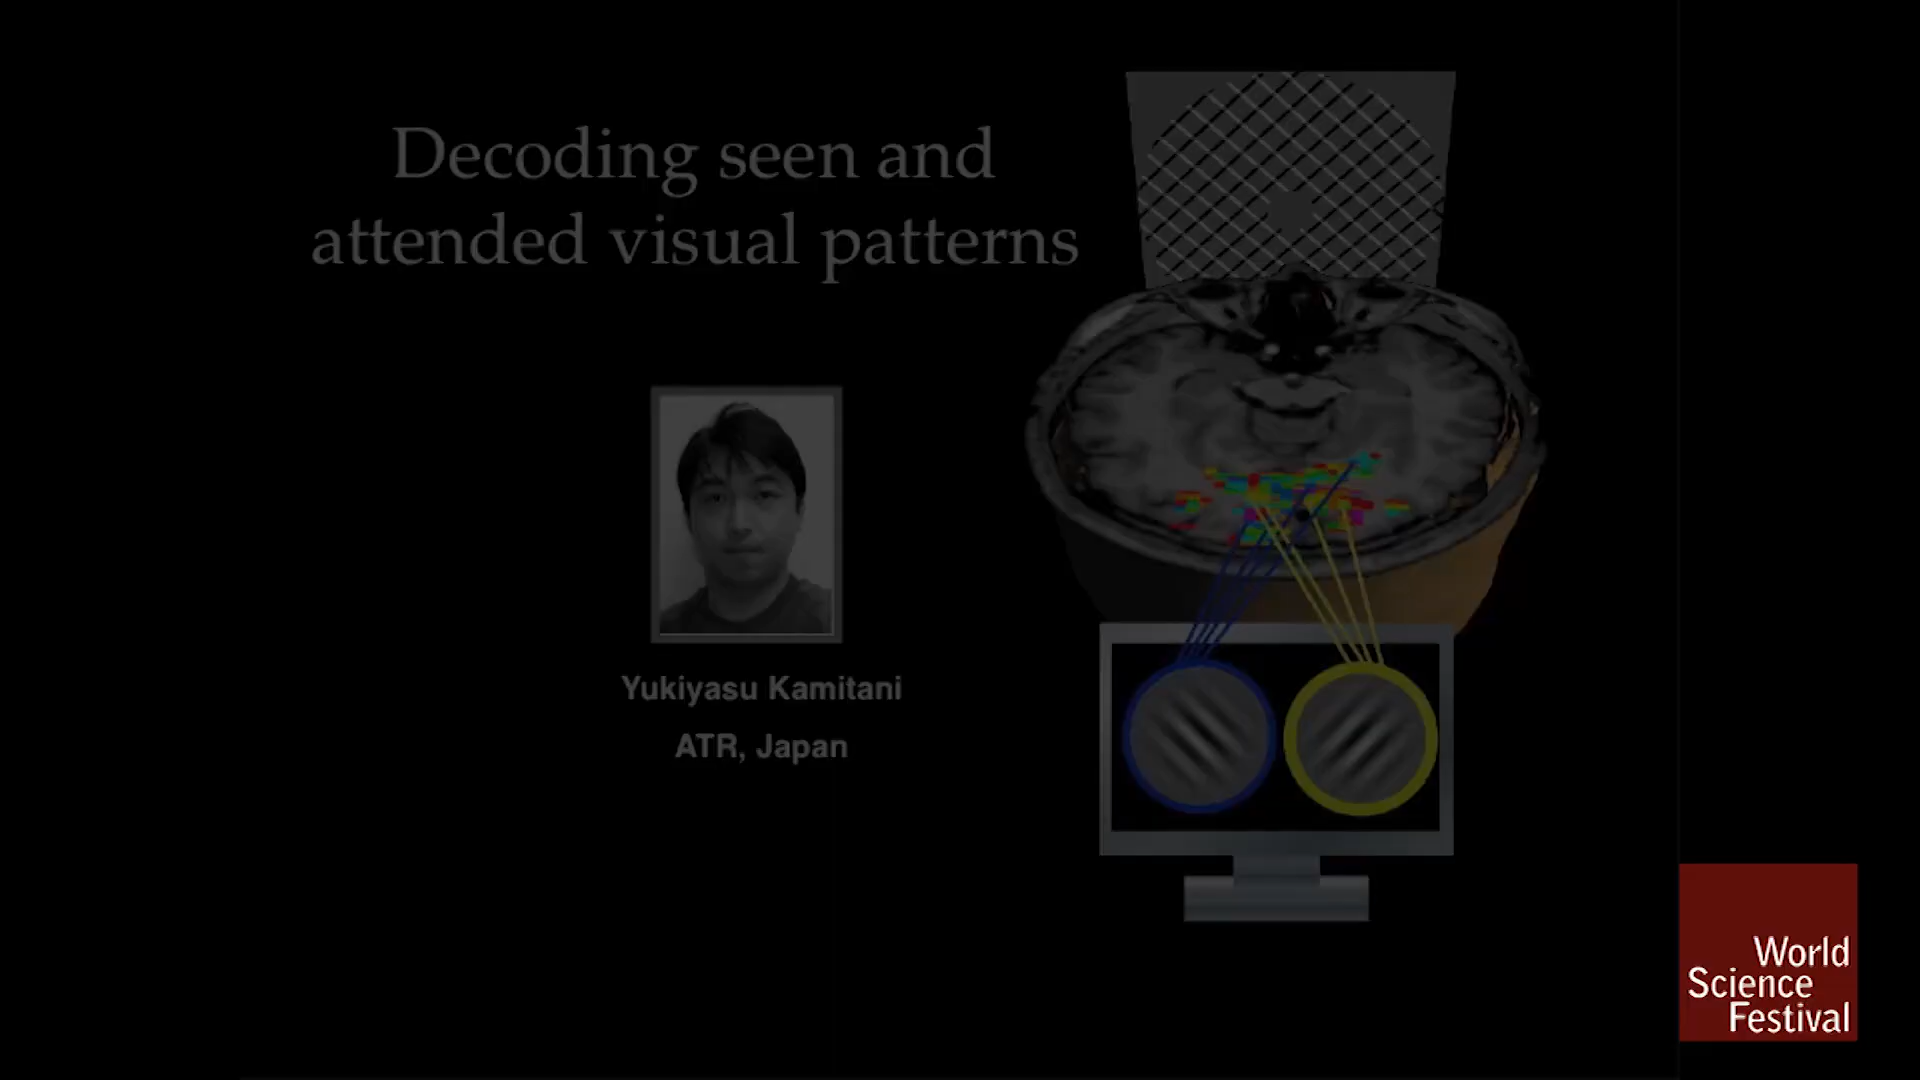 Decoding seen and
attended visual patterns
Yukiyasu Kamitani
ATR, Japan
World
Science
Festival